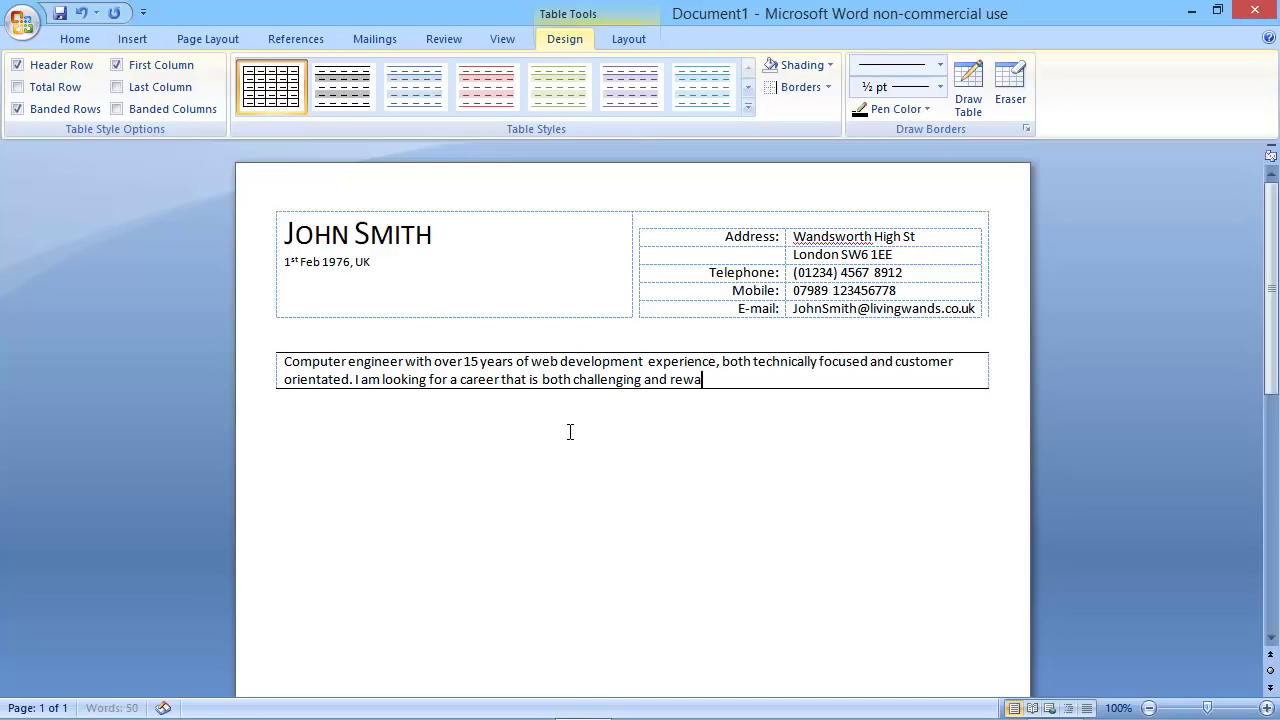 Table Tools
Document1 - Microsoft Word non-commercial use
Home Insert Page Layout References Mailings Review View Design Layout
Header Row First Column
Total Row Last Column
Banded Rows Banded Columns
Table Style Options
Table Styles
Shading
Borders
½ pt
Pen Color
Draw Table
Eraser
Draw Borders
JOHN SMITH
1st Feb 1976, UK
Address: Wandsworth High St
London SW6 1EE
Telephone: (01234) 4567 8912
Mobile: 07989 123456778
E-mail: JohnSmith@livingwands.co.uk
Computer engineer with over 15 years of web development experience, both technically focused and customer
orientated. I am looking for a career that is both challenging and rewa
Page: 1 of 1 Words: 50 100%